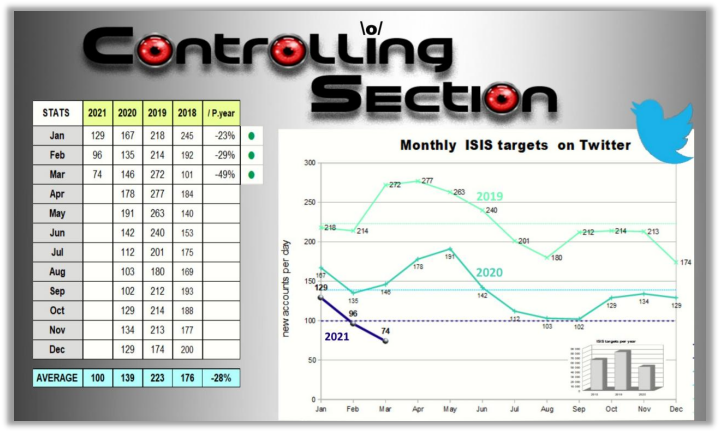 \o/
Controlling
Section
STATS 2021 2020 2019 2018 / P.year
Jan 129 167 218 245 -23%
Feb 96 135 214 192 -29%
Mar 74 146 272 101 -49%
Apr 178 277 184
May 191 263 140
Jun 142 240 153
Jul 112 201 175
Aug 103 180 169
Sep 102 212 193
Oct 129 214 188
Nov 134 213 177
Dec 129 174 200
AVERAGE 100 139 223 176 -28%
Monthly ISIS targets on Twitter
new accounts per day
300
250
200
150
100
50
0
218 214 272 277 263 240 201 180 212 214 213 174
2019
167 135 146 178 191 142 112 103 102 129 134 129
2020
129 96 74
2021
ISIS targets per year
Jan Feb Mar Apr May Jun Jul Aug Sep Oct Nov Dec